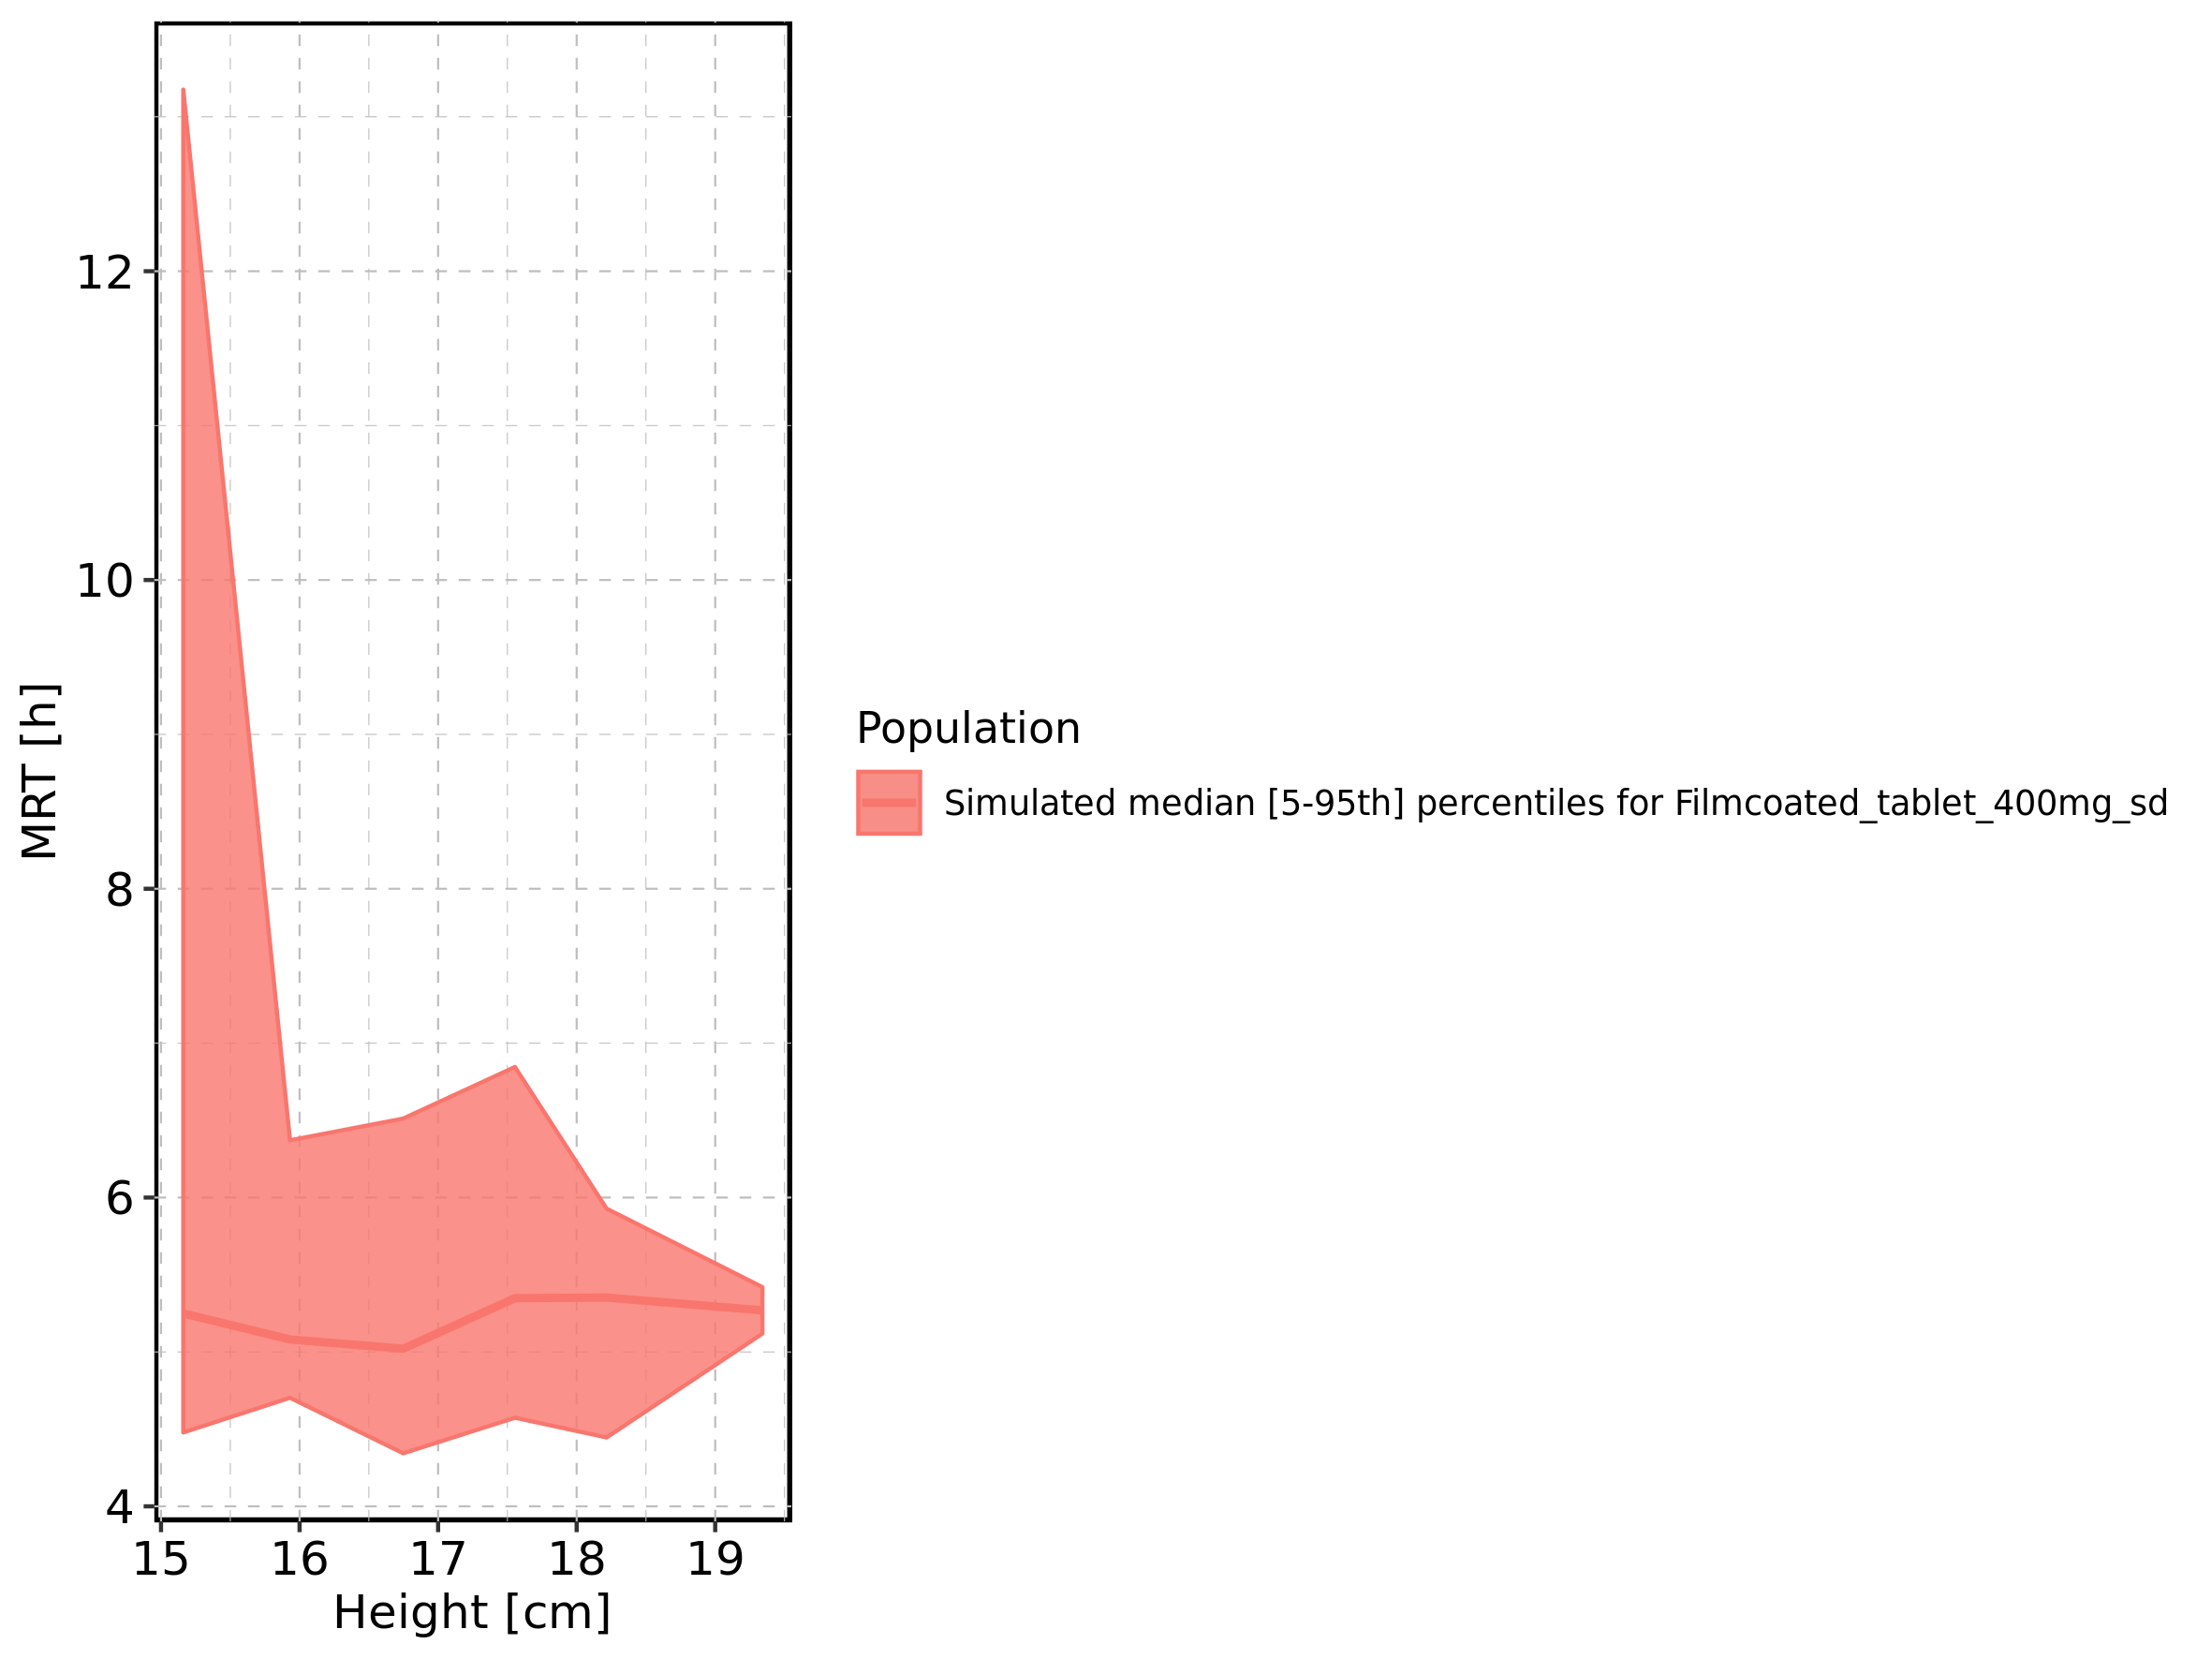 MRT [h]
12
10
8
6
4
15 16 17 18 19
Height [cm]
Population
Simulated median [5-95th] percentiles for Filmcoated_tablet_400mg_sd